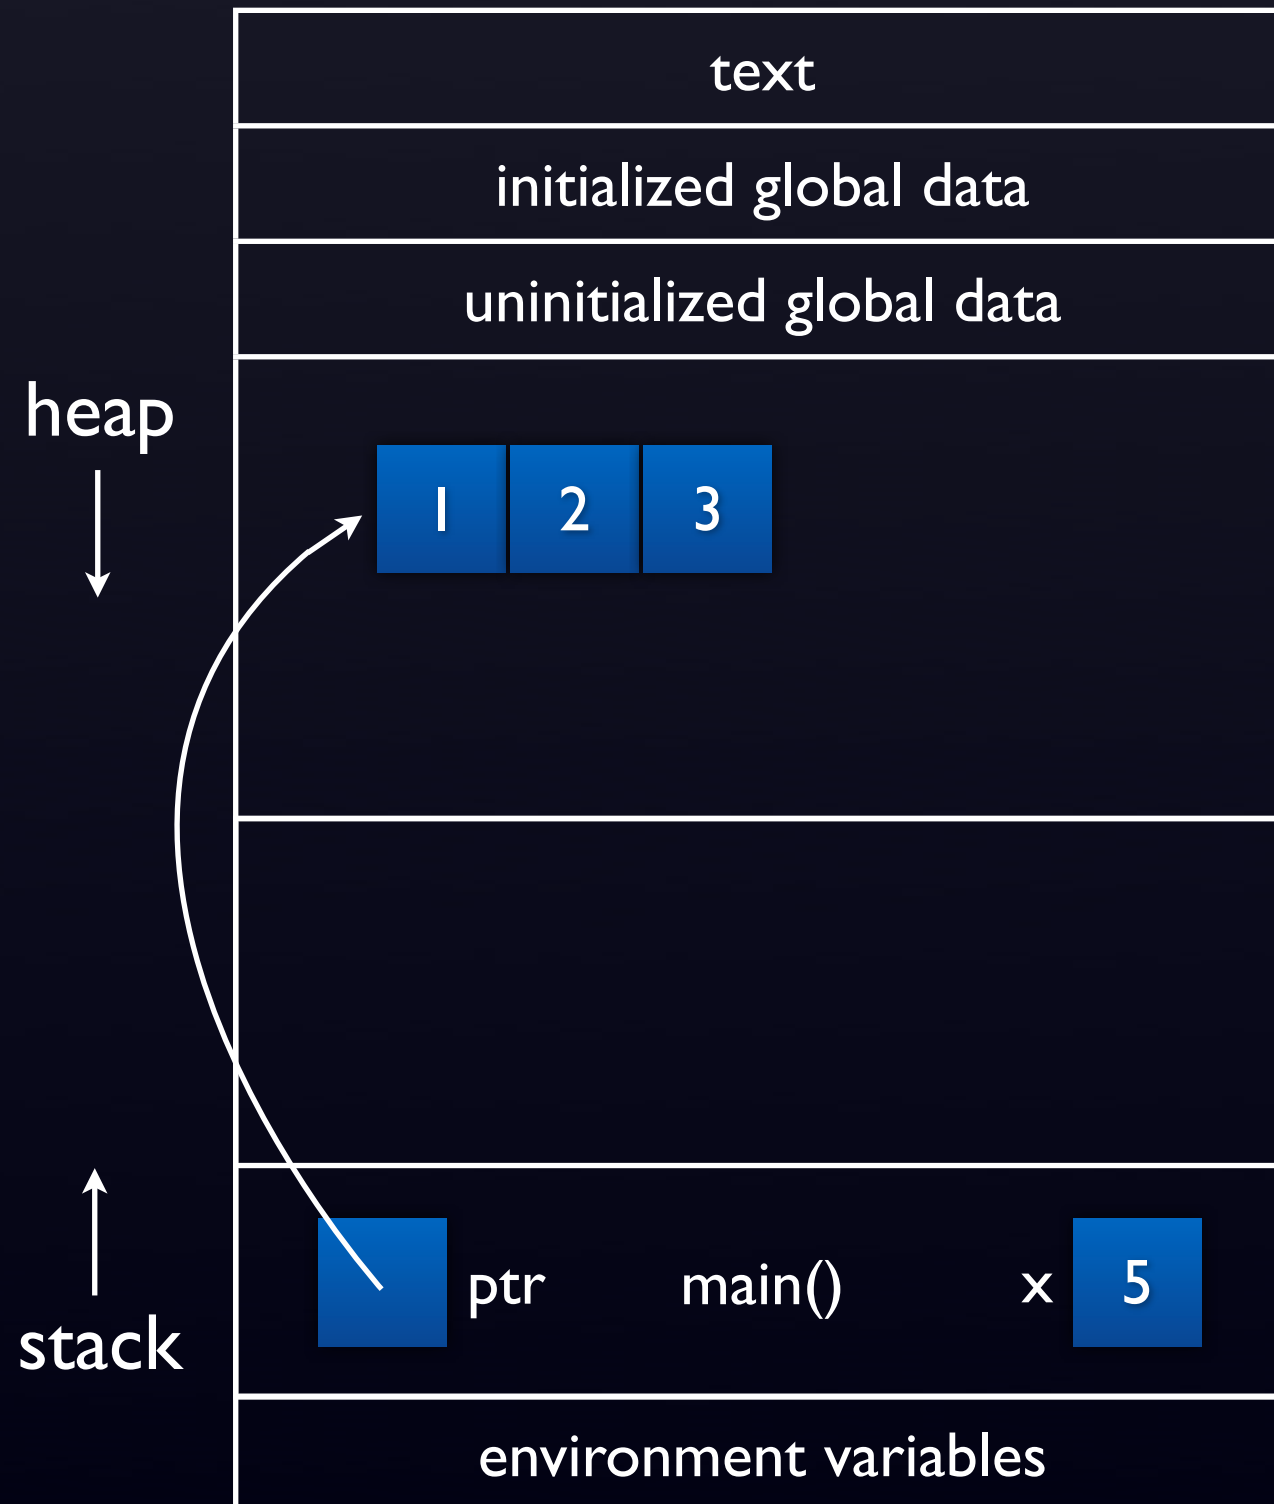 text
initialized global data
uninitialized global data
heap
1 2 3
ptr main() x 5
stack
environment variables